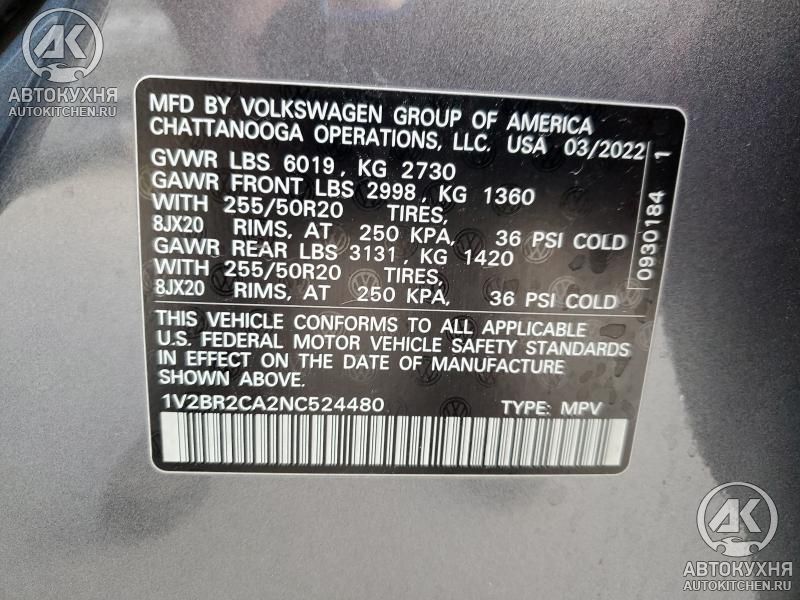 AK
АВТОКУХНЯ
AUTOKITCHEN.RU
MFD BY VOLKSWAGEN GROUP OF AMERICA
CHATTANOOGA OPERATIONS, LLC. USA 03/2022
GVWR LBS 6019, KG 2730
GAWR FRONT LBS 2998, KG 1360
WITH 255/50R20 TIRES,
8JX20 RIMS, AT 250 KPA, 36 PSI COLD
GAWR REAR LBS 3131, KG 1420
WITH 255/50R20 TIRES,
8JX20 RIMS, AT 250 KPA, 36 PSI COLD
0930184 1
THIS VEHICLE CONFORMS TO ALL APPLICABLE
U.S. FEDERAL MOTOR VEHICLE SAFETY STANDARDS
IN EFFECT ON THE DATE OF MANUFACTURE
1V2BR2CA2NC524480 TYPE: MPV
AK
АВТОКУХНЯ
AUTOKITCHEN.RU